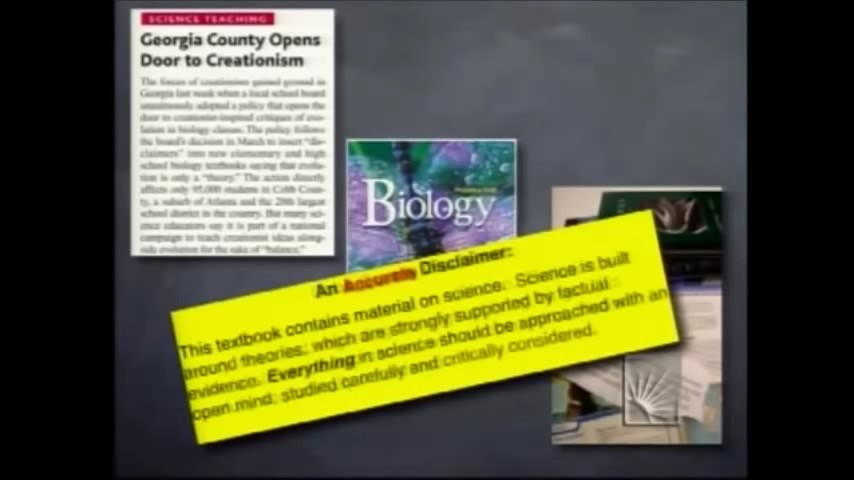 SCIENCE TEACHING
Georgia County Opens
Door to Creationism
The forces of creationism gained ground in
Georgia last week when a local school board
unanimously adopted a policy that opens the
door to creationist-inspired critiques of evo-
lution in biology classes. The policy follows
the board's decision in March to insert "dis-
claimers" into new elementary and high
school biology textbooks saying that evolu-
tion is only a "theory." The action directly
affects only 95,000 students in Cobb Coun-
ty, a suburb of Atlanta and the 28th largest
school district in the country. But many sci-
ence educators say it is part of a national
campaign to teach creationist ideas along-
side evolution for the sake of "balance."
Biology
An Accurate Disclaimer:
This textbook contains material on science. Science is built
around theories, which are strongly supported by factual
evidence. Everything in science should be approached with an
open mind, studied carefully and critically considered.